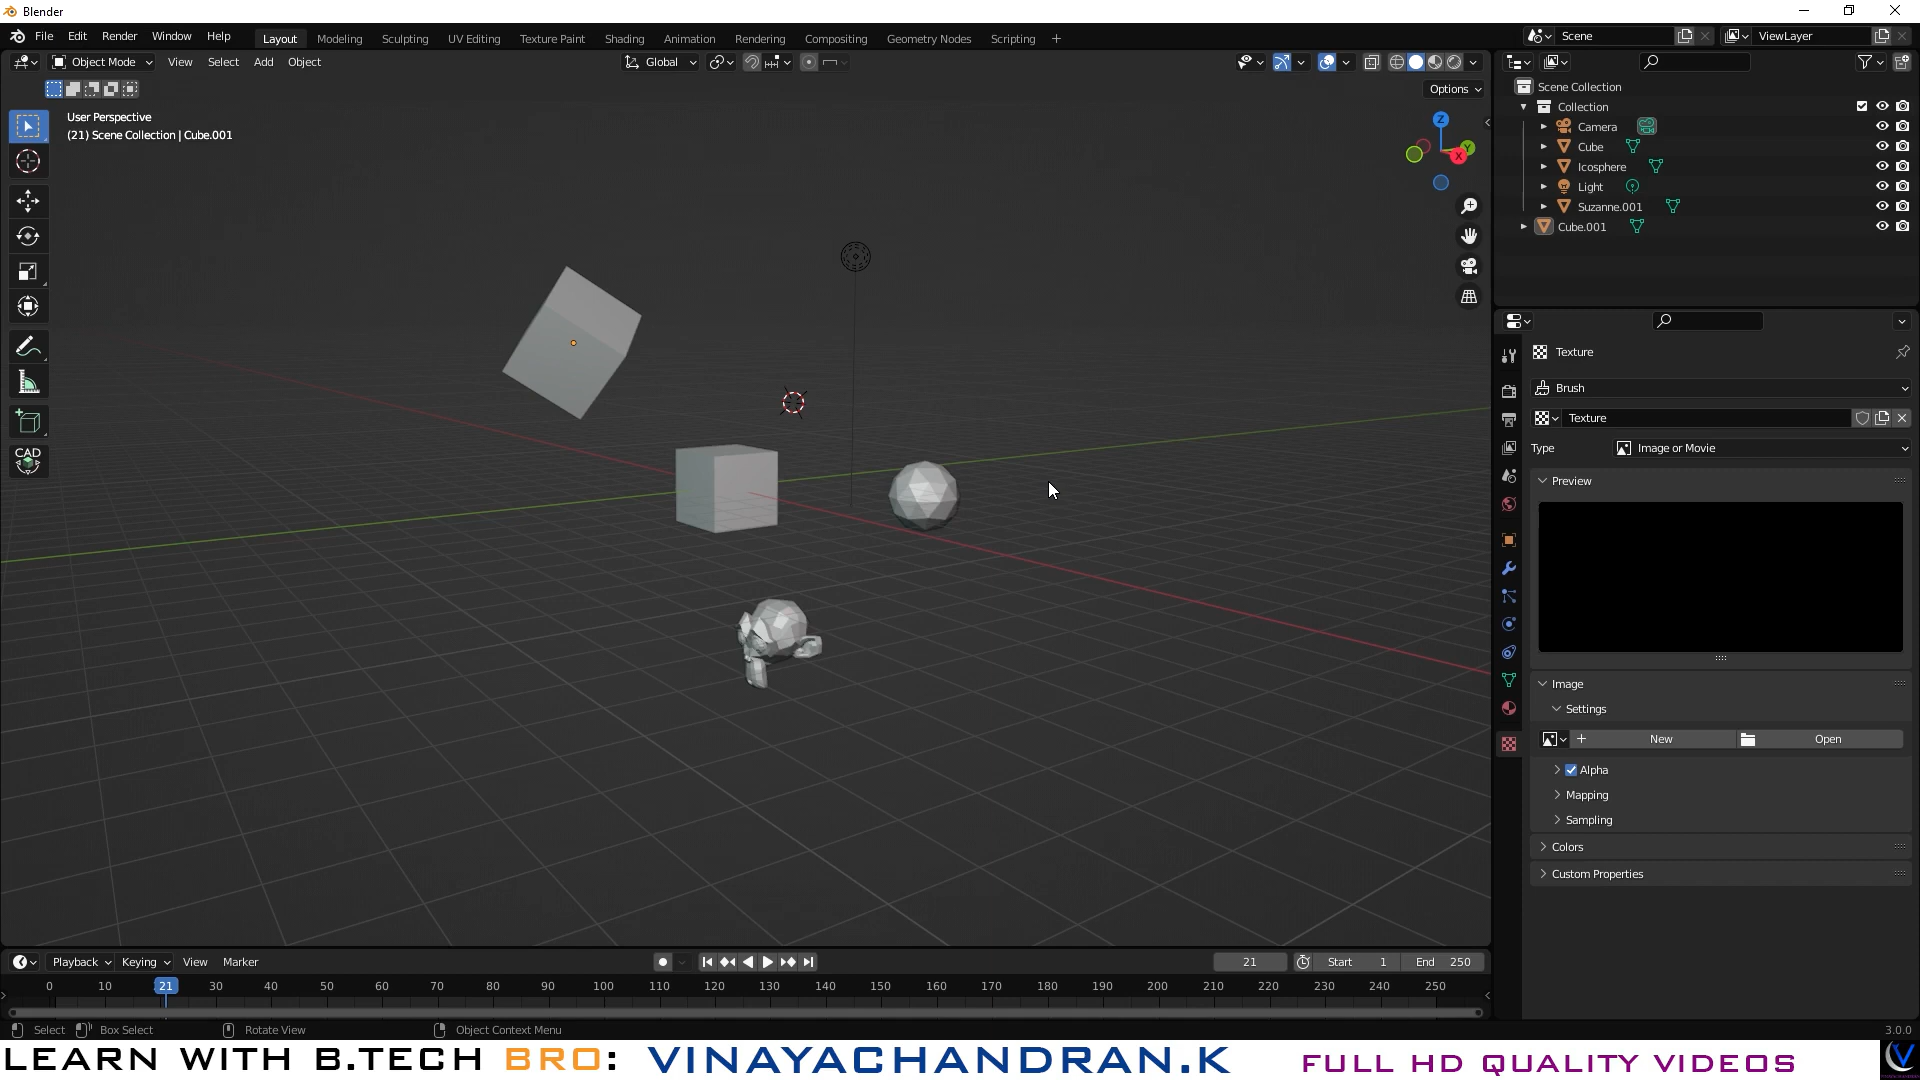 Blender
File Edit Render Window Help Layout Modeling Sculpting UV Editing Texture Paint Shading Animation Rendering Compositing Geometry Nodes Scripting + Scene ViewLayer
Object Mode View Select Add Object Global
Options
User Perspective
(21) Scene Collection | Cube.001
Z
Y
X
CAD
Scene Collection
Collection
Camera
Cube
Icosphere
Light
Suzanne.001
Cube.001
Texture
Brush
Texture
Type Image or Movie
Preview
Image
Settings
New Open
Alpha
Mapping
Sampling
Colors
Custom Properties
Playback Keying View Marker 21 Start 1 End 250
0 10 21 30 40 50 60 70 80 90 100 110 120 130 140 150 160 170 180 190 200 210 220 230 240 250
Select Box Select Rotate View Object Context Menu 3.0.0
LEARN WITH B.TECH BRO: VINAYACHANDRAN.K FULL HD QUALITY VIDEOS